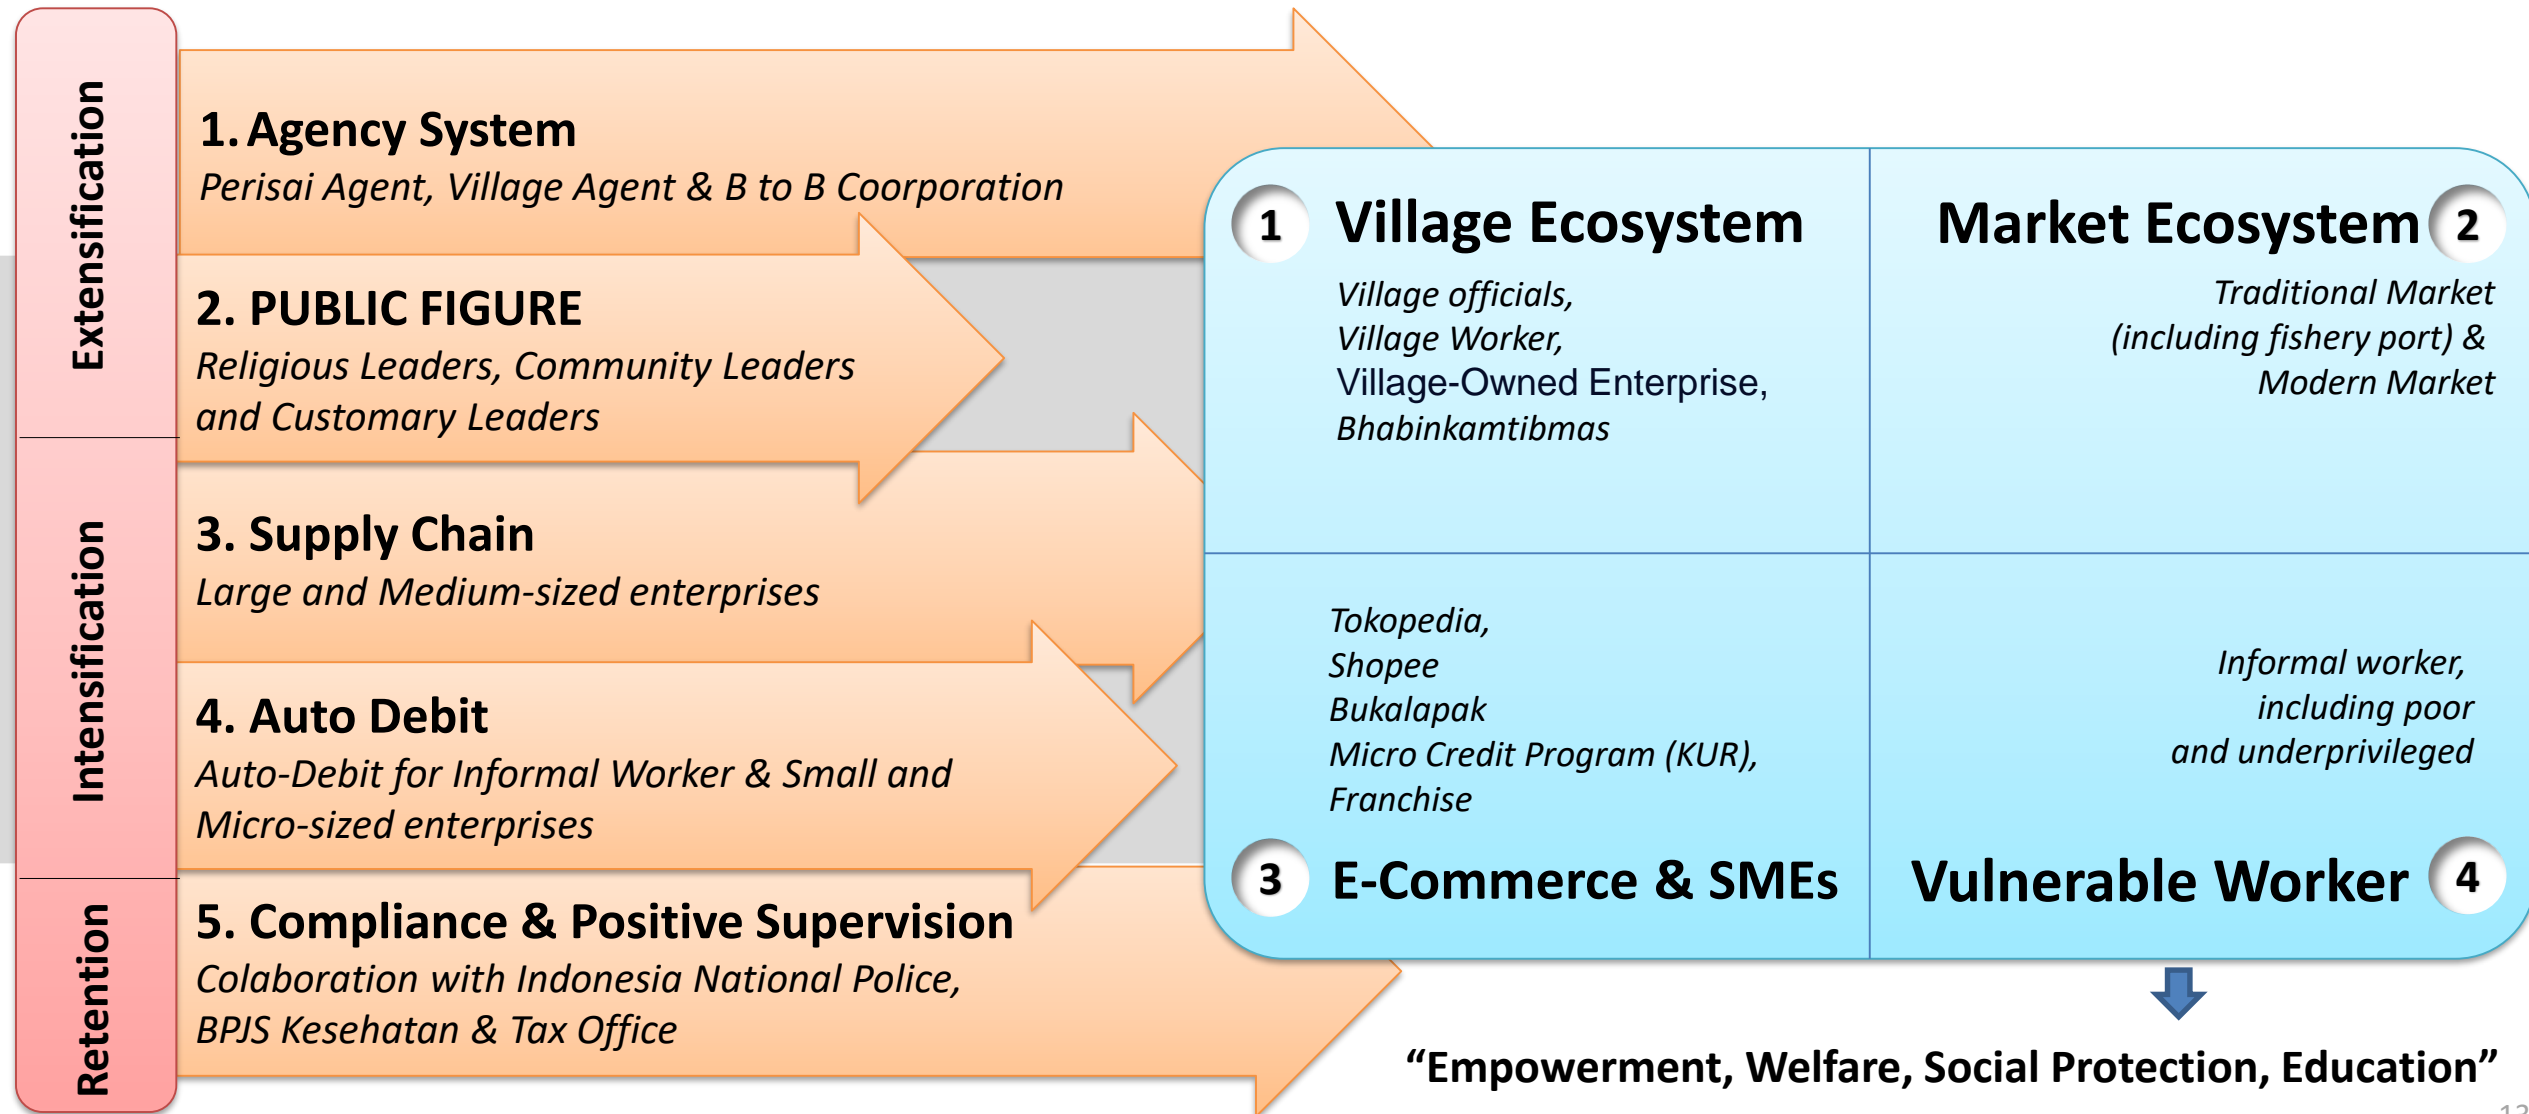 Extensification
1. Agency System
Perisai Agent, Village Agent & B to B Coorporation
2. PUBLIC FIGURE
Religious Leaders, Community Leaders
and Customary Leaders
Intensification
3. Supply Chain
Large and Medium-sized enterprises
4. Auto Debit
Auto-Debit for Informal Worker & Small and
Micro-sized enterprises
Retention
5. Compliance & Positive Supervision
Colaboration with Indonesia National Police,
BPJS Kesehatan & Tax Office
1 Village Ecosystem
Village officials,
Village Worker,
Village-Owned Enterprise,
Bhabinkamtibmas
Market Ecosystem 2
Traditional Market
(including fishery port) &
Modern Market
Tokopedia,
Shopee
Bukalapak
Micro Credit Program (KUR),
Franchise
3 E-Commerce & SMEs
Informal worker,
including poor
and underprivileged
Vulnerable Worker 4
“Empowerment, Welfare, Social Protection, Education”